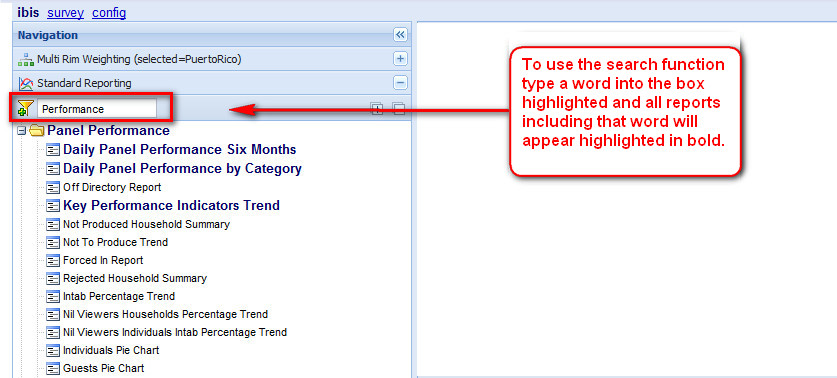 ibis survey config
Navigation
Multi Rim Weighting (selected=PuertoRico)
Standard Reporting
Performance
Panel Performance
Daily Panel Performance Six Months
Daily Panel Performance by Category
Off Directory Report
Key Performance Indicators Trend
Not Produced Household Summary
Not To Produce Trend
Forced In Report
Rejected Household Summary
Intab Percentage Trend
Nil Viewers Households Percentage Trend
Nil Viewers Individuals Intab Percentage Trend
Individuals Pie Chart
Guests Pie Chart
To use the search function
type a word into the box
highlighted and all reports
including that word will
appear highlighted in bold.